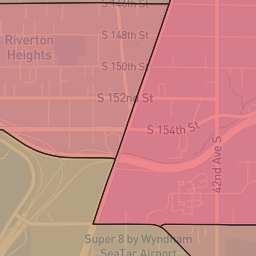 S 146th St
S 148th St
Riverton
Heights
S 150th St
S 152nd St
S 154th St
42nd Ave S
Super 8 by Wyndham
SeaTac Airport